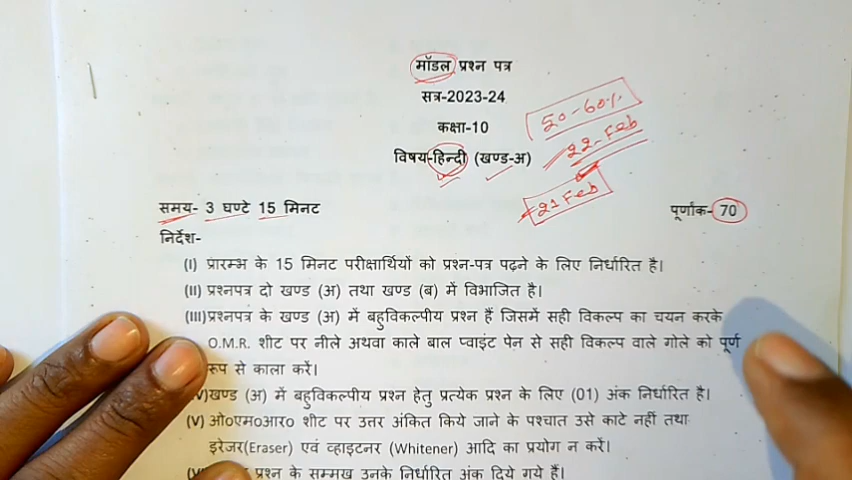 मॉडल प्रश्न पत्र
सत्र-2023-24
कक्षा-10
विषय-हिन्दी (खण्ड-अ)
50-60%
22-Feb
21 Feb
समय- 3 घण्टे 15 मिनट
पूर्णांक-70
निर्देश-
(I) प्रारम्भ के 15 मिनट परीक्षार्थियों को प्रश्न-पत्र पढ़ने के लिए निर्धारित है।
(II) प्रश्नपत्र दो खण्ड (अ) तथा खण्ड (ब) में विभाजित है।
(III)प्रश्नपत्र के खण्ड (अ) में बहुविकल्पीय प्रश्न हैं जिसमें सही विकल्प का चयन करके
O.M.R. शीट पर नीले अथवा काले बाल प्वाइंट पेन से सही विकल्प वाले गोले को पूर्ण
रूप से काला करें।
V)खण्ड (अ) में बहुविकल्पीय प्रश्न हेतु प्रत्येक प्रश्न के लिए (01) अंक निर्धारित है।
(V) ओ0एम0आर0 शीट पर उत्तर अंकित किये जाने के पश्चात उसे काटे नहीं तथा
इरेजर(Eraser) एवं व्हाइटनर (Whitener) आदि का प्रयोग न करें।
प्रश्न के सम्मुख उनके निर्धारित अंक दिये गये हैं।